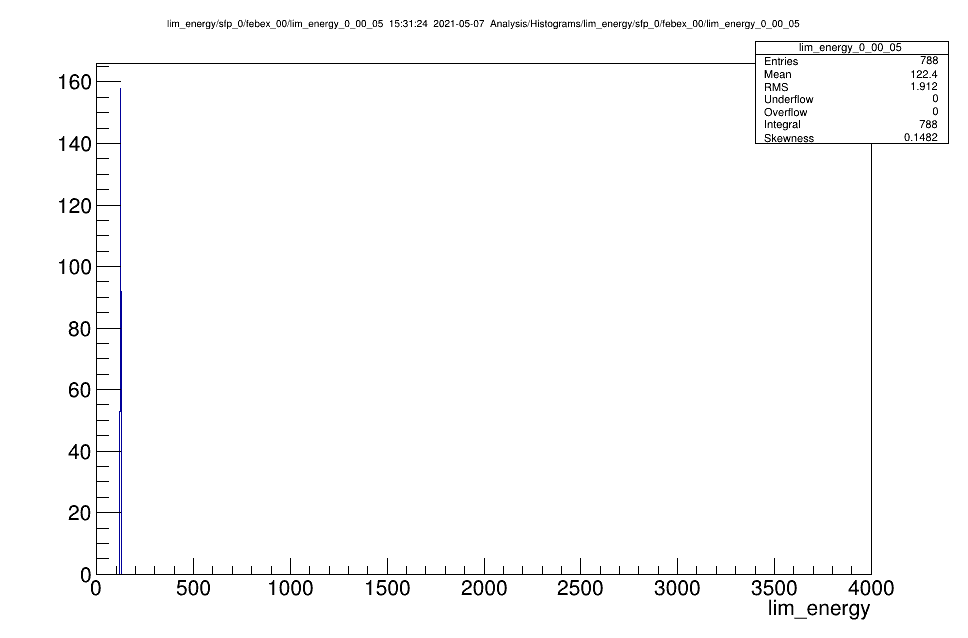 lim_energy/sfp_0/febex_00/lim_energy_0_00_05 15:31:24 2021-05-07 Analysis/Histograms/lim_energy/sfp_0/febex_00/lim_energy_0_00_05
lim_energy_0_00_05
Entries 788
Mean 122.4
RMS 1.912
Underflow 0
Overflow 0
Integral 788
Skewness 0.1482
160
140
120
100
80
60
40
20
0
0 500 1000 1500 2000 2500 3000 3500 4000
lim_energy